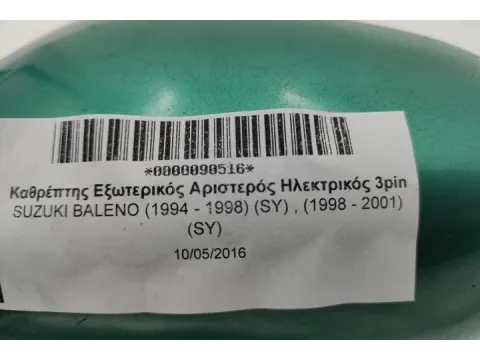 *0000090516*
Καθρέπτης Εξωτερικός Αριστερός Ηλεκτρικός 3pin
SUZUKI BALENO (1994 - 1998) (SY) , (1998 - 2001)
(SY)
10/05/2016